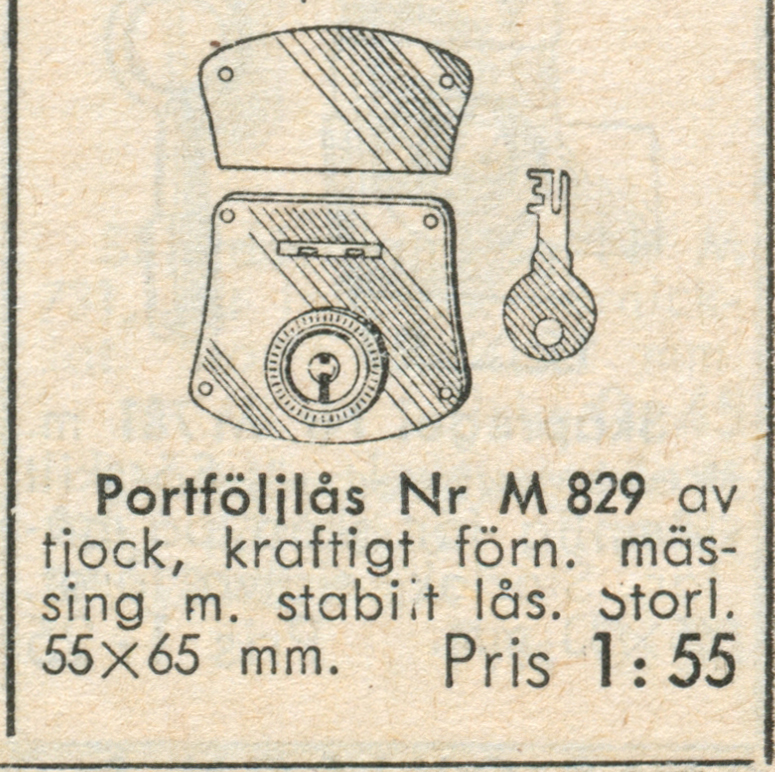 Portföljlås Nr M 829 av
tjock, kraftigt förn. mäs-
sing m. stabilt lås. Storl.
55×65 mm. Pris 1:55